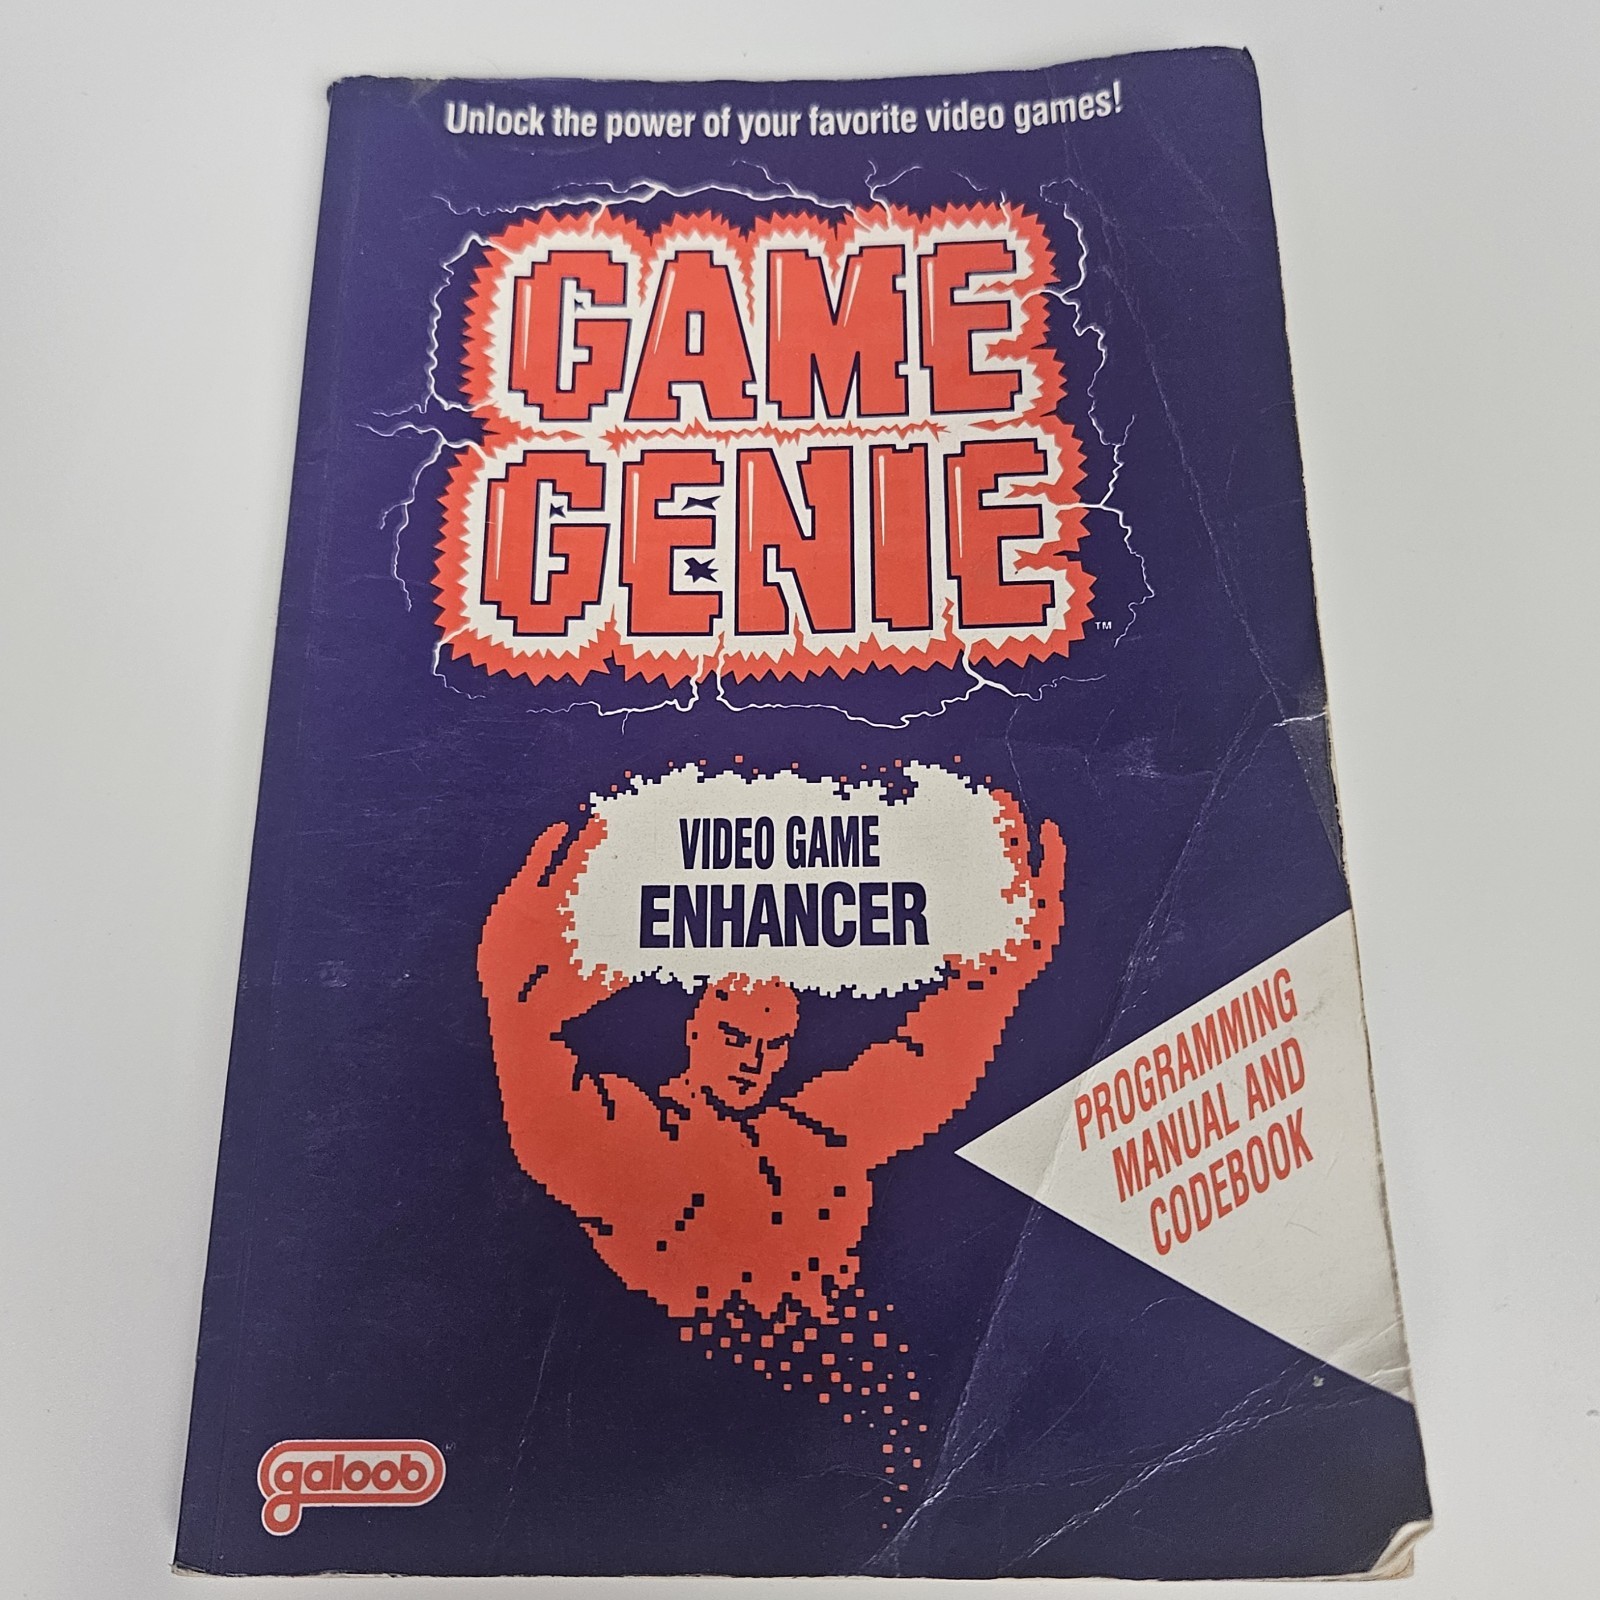 Unlock the power of your favorite video games!
GAME
GENIE
TM
VIDEO GAME
ENHANCER
PROGRAMMING
MANUAL AND
CODEBOOK
galoob